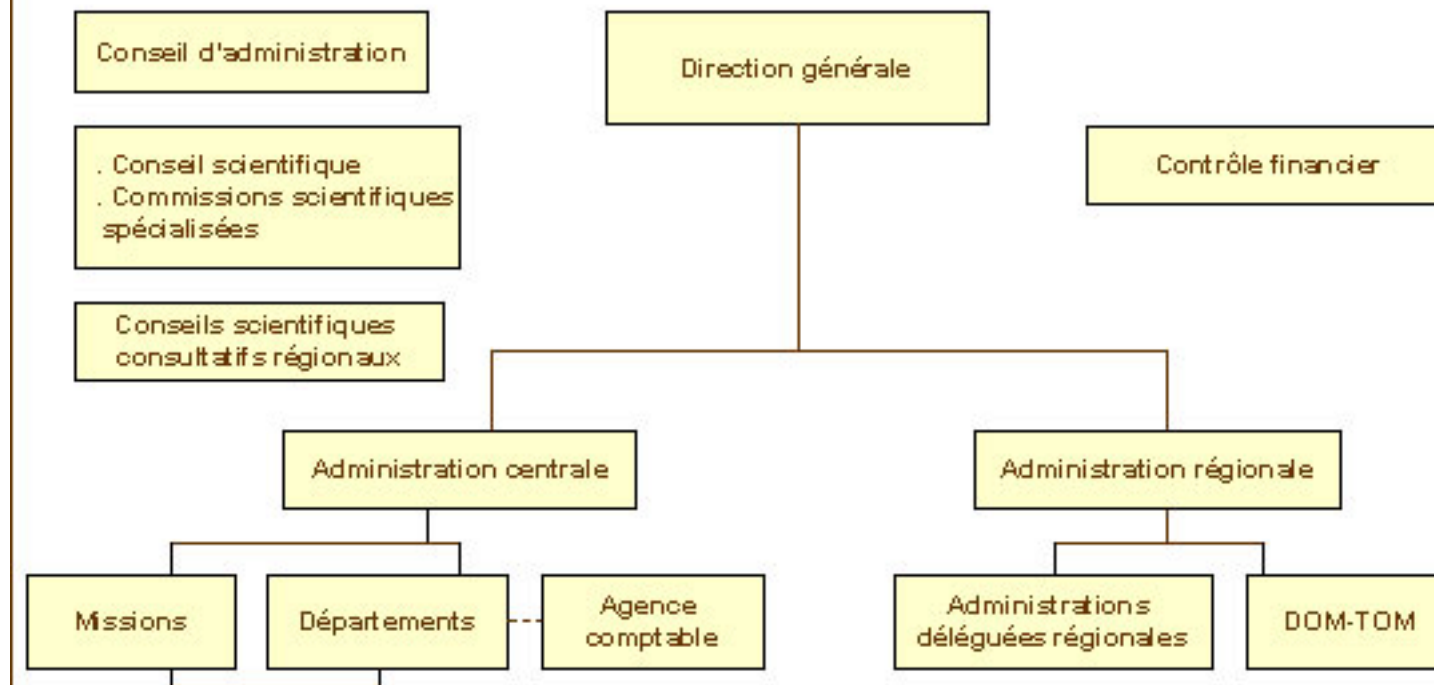 Conseil d'administration
Direction générale
. Conseil scientifique
. Commissions scientifiques
spécialisées
Contrôle financier
Conseils scientifiques
consultatifs régionaux
Administration centrale
Administration régionale
Missions
Départements
Agence
comptable
Administrations
déléguées régionales
DOM-TOM